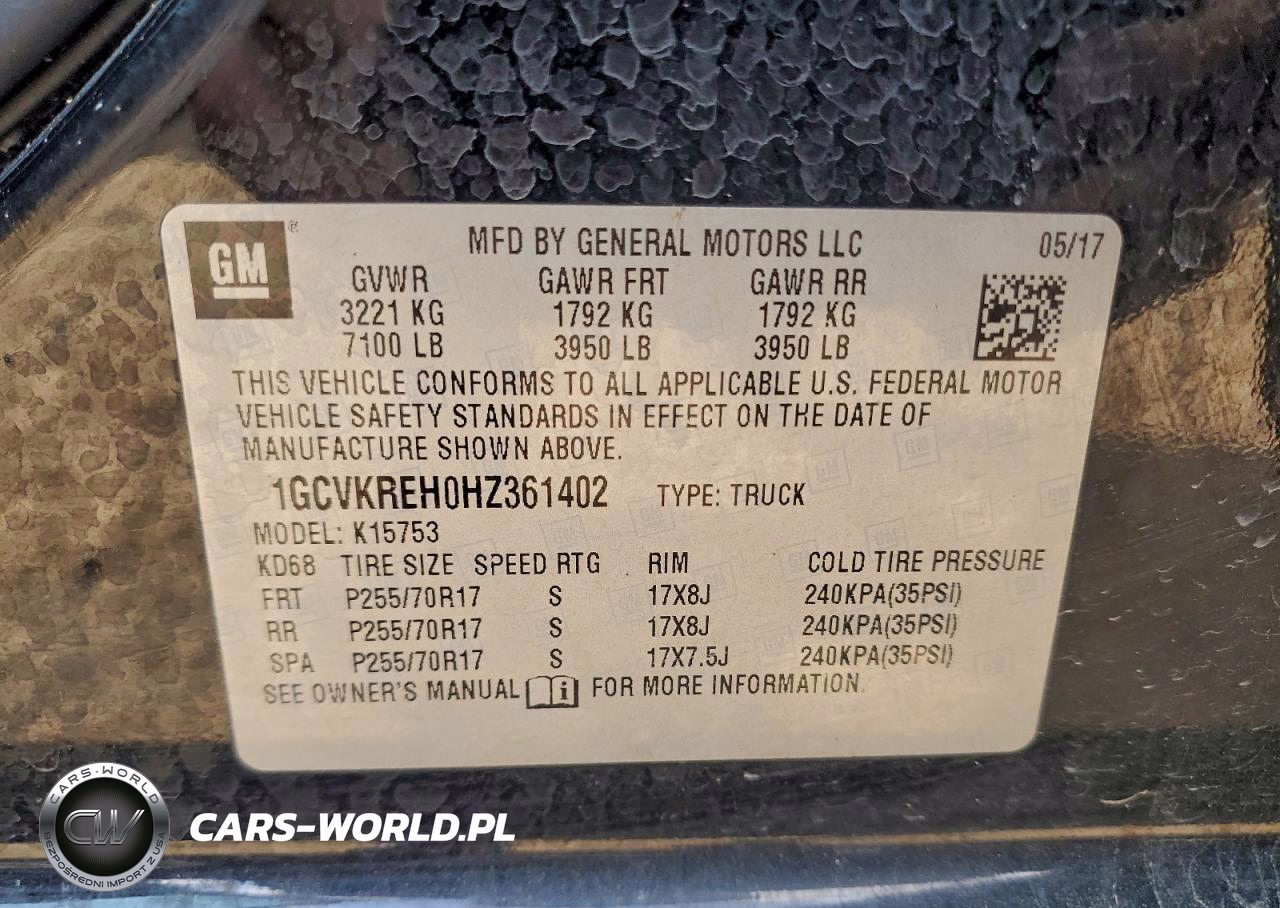 GM ®
MFD BY GENERAL MOTORS LLC 05/17
GVWR GAWR FRT GAWR RR
3221 KG 1792 KG 1792 KG
7100 LB 3950 LB 3950 LB
THIS VEHICLE CONFORMS TO ALL APPLICABLE U.S. FEDERAL MOTOR
VEHICLE SAFETY STANDARDS IN EFFECT ON THE DATE OF
MANUFACTURE SHOWN ABOVE.
1GCVKREH0HZ361402 TYPE: TRUCK
MODEL: K15753
KD68 TIRE SIZE SPEED RTG RIM COLD TIRE PRESSURE
FRT P255/70R17 S 17X8J 240KPA(35PSI)
RR P255/70R17 S 17X8J 240KPA(35PSI)
SPA P255/70R17 S 17X7.5J 240KPA(35PSI)
SEE OWNER'S MANUAL i FOR MORE INFORMATION.
CARS-WORLD
CW
BEZPOŚREDNI IMPORT Z USA
CARS-WORLD.PL